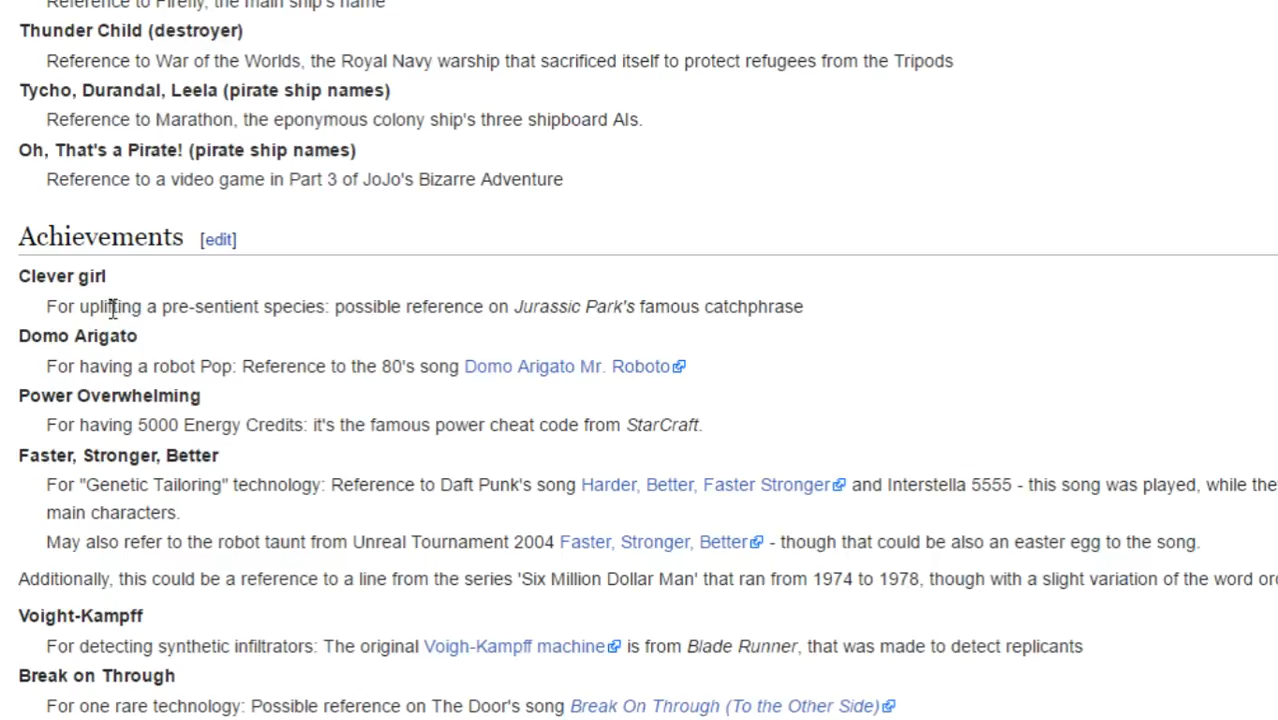 Reference to Firefly, the main ship's name
Thunder Child (destroyer)
Reference to War of the Worlds, the Royal Navy warship that sacrificed itself to protect refugees from the Tripods
Tycho, Durandal, Leela (pirate ship names)
Reference to Marathon, the eponymous colony ship's three shipboard AIs.
Oh, That's a Pirate! (pirate ship names)
Reference to a video game in Part 3 of JoJo's Bizarre Adventure
Achievements [edit]
Clever girl
For uplifting a pre-sentient species: possible reference on Jurassic Park's famous catchphrase
Domo Arigato
For having a robot Pop: Reference to the 80's song Domo Arigato Mr. Roboto
Power Overwhelming
For having 5000 Energy Credits: it's the famous power cheat code from StarCraft.
Faster, Stronger, Better
For "Genetic Tailoring" technology: Reference to Daft Punk's song Harder, Better, Faster Stronger and Interstella 5555 - this song was played, while the
main characters.
May also refer to the robot taunt from Unreal Tournament 2004 Faster, Stronger, Better - though that could be also an easter egg to the song.
Additionally, this could be a reference to a line from the series 'Six Million Dollar Man' that ran from 1974 to 1978, though with a slight variation of the word
Voight-Kampff
For detecting synthetic infiltrators: The original Voigh-Kampff machine is from Blade Runner, that was made to detect replicants
Break on Through
For one rare technology: Possible reference on The Door's song Break On Through (To the Other Side)